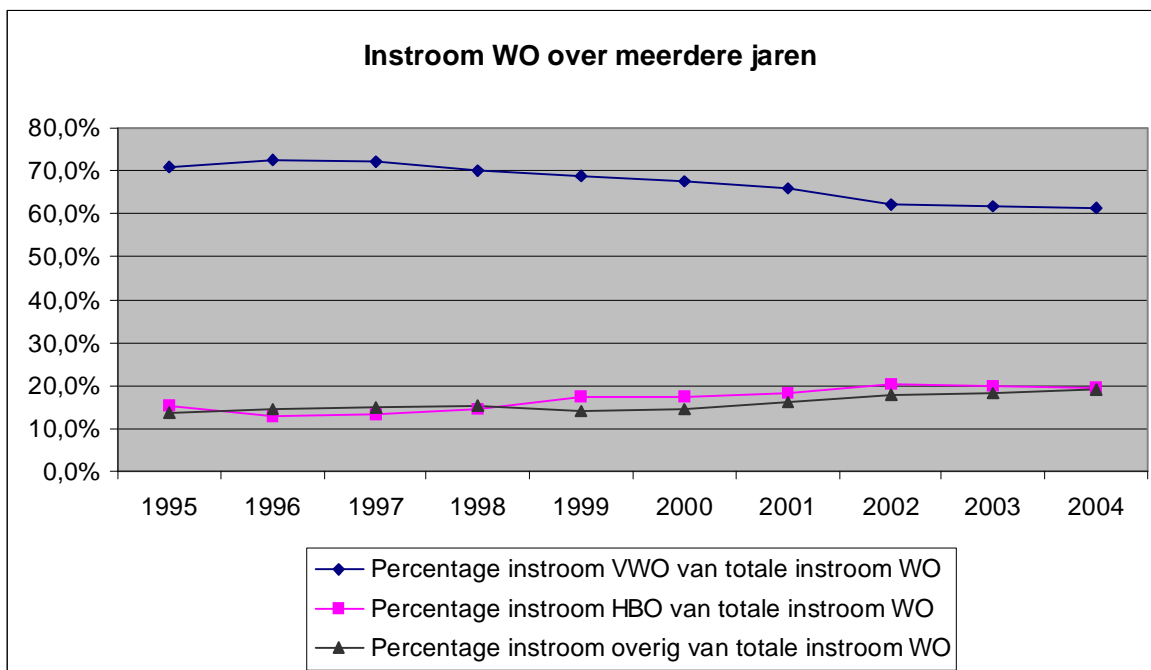 Instroom WO over meerdere jaren
80,0%
70,0%
60,0%
50,0%
40,0%
30,0%
20,0%
10,0%
0,0%
1995 1996 1997 1998 1999 2000 2001 2002 2003 2004
Percentage instroom VWO van totale instroom WO
Percentage instroom HBO van totale instroom WO
Percentage instroom overig van totale instroom WO